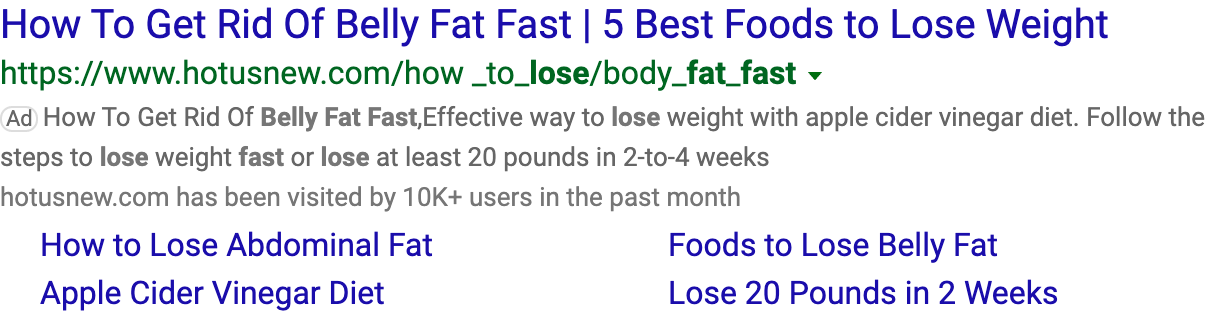 How To Get Rid Of Belly Fat Fast | 5 Best Foods to Lose Weight
https://www.hotusnew.com/how _to_lose/body_fat_fast
Ad How To Get Rid Of Belly Fat Fast,Effective way to lose weight with apple cider vinegar diet. Follow the
steps to lose weight fast or lose at least 20 pounds in 2-to-4 weeks
hotusnew.com has been visited by 10K+ users in the past month
How to Lose Abdominal Fat Foods to Lose Belly Fat
Apple Cider Vinegar Diet Lose 20 Pounds in 2 Weeks